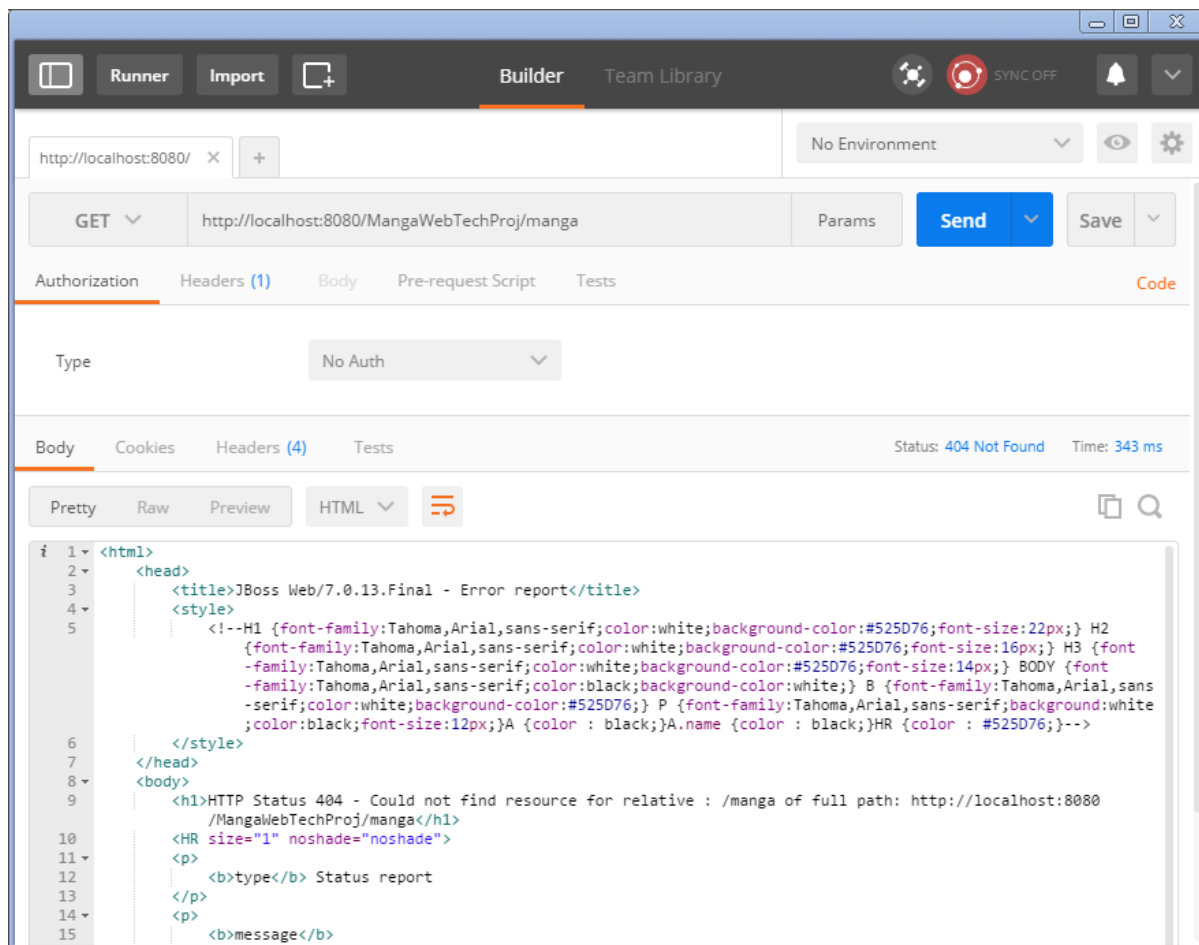 Runner Import Builder Team Library SYNC OFF
http://localhost:8080/ No Environment
GET http://localhost:8080/MangaWebTechProj/manga Params Send Save
Authorization Headers (1) Body Pre-request Script Tests Code
Type No Auth
Body Cookies Headers (4) Tests Status: 404 Not Found Time: 343 ms
Pretty Raw Preview HTML
i 1 <html>
2 <head>
3 <title>JBoss Web/7.0.13.Final - Error report</title>
4 <style>
5 <!--H1 {font-family:Tahoma,Arial,sans-serif;color:white;background-color:#525D76;font-size:22px;} H2
{font-family:Tahoma,Arial,sans-serif;color:white;background-color:#525D76;font-size:16px;} H3 {font
-family:Tahoma,Arial,sans-serif;color:white;background-color:#525D76;font-size:14px;} BODY {font
-family:Tahoma,Arial,sans-serif;color:black;background-color:white;} B {font-family:Tahoma,Arial,sans
-serif;color:white;background-color:#525D76;} P {font-family:Tahoma,Arial,sans-serif;background:white
;color:black;font-size:12px;}A {color : black;}A.name {color : black;}HR {color : #525D76;}-->
6 </style>
7 </head>
8 <body>
9 <h1>HTTP Status 404 - Could not find resource for relative : /manga of full path: http://localhost:8080
/MangaWebTechProj/manga</h1>
10 <HR size="1" noshade="noshade">
11 <p>
12 <b>type</b> Status report
13 </p>
14 <p>
15 <b>message</b>